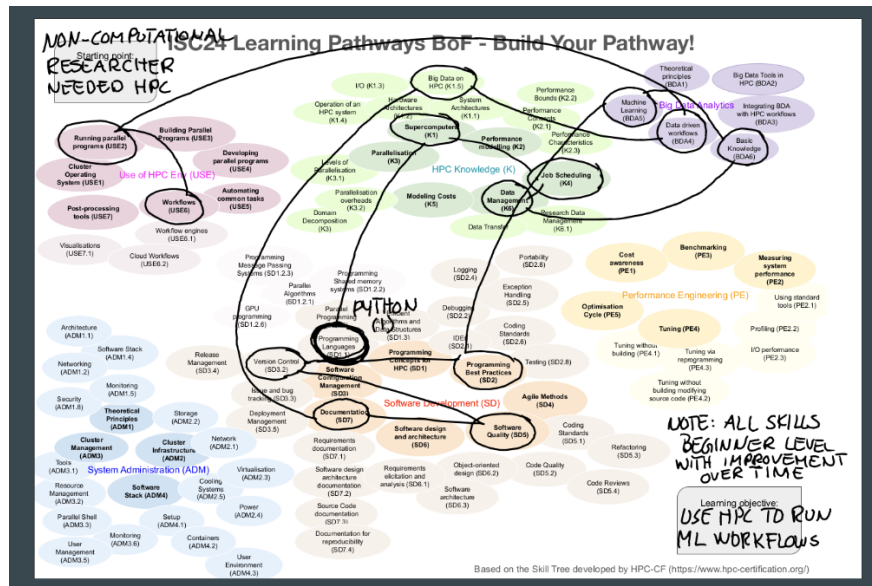 NON-COMPUTATIONAL
RESEARCHER
NEEDED HPC
Starting point:
ISC24 Learning Pathways BoF - Build Your Pathway!
Running parallel
programs (USE2)
Building Parallel
Programs (USE3)
Developing
parallel programs
(USE4)
Cluster
Operating
System (USE1)
Use of HPC Env (USE)
Automating
common tasks
(USE5)
Post-processing
tools (USE7)
Workflows
(USE6)
Workflow engines
(USE6.1)
Visualisations
(USE7.1)
Cloud Workflows
(USE6.2)
Big Data on
HPC (K1.5)
I/O (K1.3)
Hardware
Architectures
System
Architectures
(K1.1)
Operation of an
HPC system
(K1.4)
Performance
Bounds (K2.2)
Performance
Concepts
(K2.1)
Supercomputers
(K1)
Performance
modelling (K2)
Performance
Characteristics
(K2.3)
Parallelisation
(K3)
HPC Knowledge (K)
Levels of
Parallelisation
(K3.1)
Job Scheduling
(K4)
Parallelisation
overheads
(K3.2)
Modeling Costs
(K5)
Data
Management
(K6)
Domain
Decomposition
(K3)
Data Transfer
Research Data
Management
(K6.1)
Theoretical
principles
(BDA1)
Big Data Tools in
HPC (BDA2)
Machine
Learning
(BDA5)
Big Data Analytics
Integrating BDA
with HPC workflows
(BDA3)
Data driven
workflows
(BDA4)
Basic
Knowledge
(BDA6)
Programming
Message Passing
Systems (SD1.2.3)
Programming
Shared memory
systems (SD1.2.2)
Parallel
Algorithms
(SD1.2.1)
GPU
programming
(SD1.2.6)
Parallel
Programming
PYTHON
Algorithms and
Structures
(SD1.3)
Programming
Languages
(SD1.1)
Logging
(SD2.4)
Portability
(SD2.8)
Exception
Handling
(SD2.5)
Debugging
(SD2.2)
Coding
Standards
(SD2.6)
IDEs
Testing (SD2.8)
Release
Management
(SD3.4)
Version Control
(SD3.2)
Programming
Concepts for
HPC (SD1)
Programming
Best Practices
(SD2)
Software
Configuration
Management
(SD3)
Issue and bug
tracking (SD3.3)
Agile Methods
(SD4)
Deployment
Management
(SD3.5)
Documentation
(SD7)
Software Development (SD)
Software design
and architecture
(SD6)
Software
Quality (SD5)
Coding
Standards
(SD5.1)
Refactoring
(SD5.3)
Requirements
documentation
(SD7.1)
Requirements
elicitation and
analysis (SD6.1)
Object-oriented
design (SD6.2)
Code Quality
(SD5.2)
Code Reviews
(SD5.4)
Software design
architecture
documentation
(SD7.2)
Software
architecture
(SD6.3)
Source Code
documentation
(SD7.3)
Documentation for
reproducibility
(SD7.4)
Cost
awareness
(PE1)
Benchmarking
(PE3)
Measuring
system
performance
(PE2)
Performance Engineering (PE)
Optimisation
Cycle (PE5)
Using standard
tools (PE2.1)
Tuning (PE4)
Profiling (PE2.2)
Tuning without
building (PE4.1)
Tuning via
reprogramming
(PE4.3)
I/O performance
(PE2.3)
Tuning without
building modifying
source code (PE4.2)
Architecture
(ADM1.1)
Software Stack
(ADM1.4)
Networking
(ADM1.2)
Monitoring
(ADM1.5)
Security
(ADM1.8)
Theoretical
Principles
(ADM1)
Storage
(ADM2.2)
Cluster
Management
(ADM3)
Cluster
Infrastructure
(ADM2)
Network
(ADM2.1)
Tools
(ADM3.1)
System Administration (ADM)
Virtualisation
(ADM2.3)
Resource
Management
(ADM3.2)
Software
Stack (ADM4)
Cooling
Systems
(ADM2.5)
Power
(ADM2.4)
Parallel Shell
(ADM3.3)
Setup
(ADM4.1)
Monitoring
(ADM3.6)
Containers
(ADM4.2)
User
Management
(ADM3.5)
User
Environment
(ADM4.3)
NOTE: ALL SKILLS
BEGINNER LEVEL
WITH IMPROVEMENT
OVER TIME
Learning objective:
USE HPC TO RUN
ML WORKFLOWS
Based on the Skill Tree developed by HPC-CF (https://www.hpc-certification.org/)